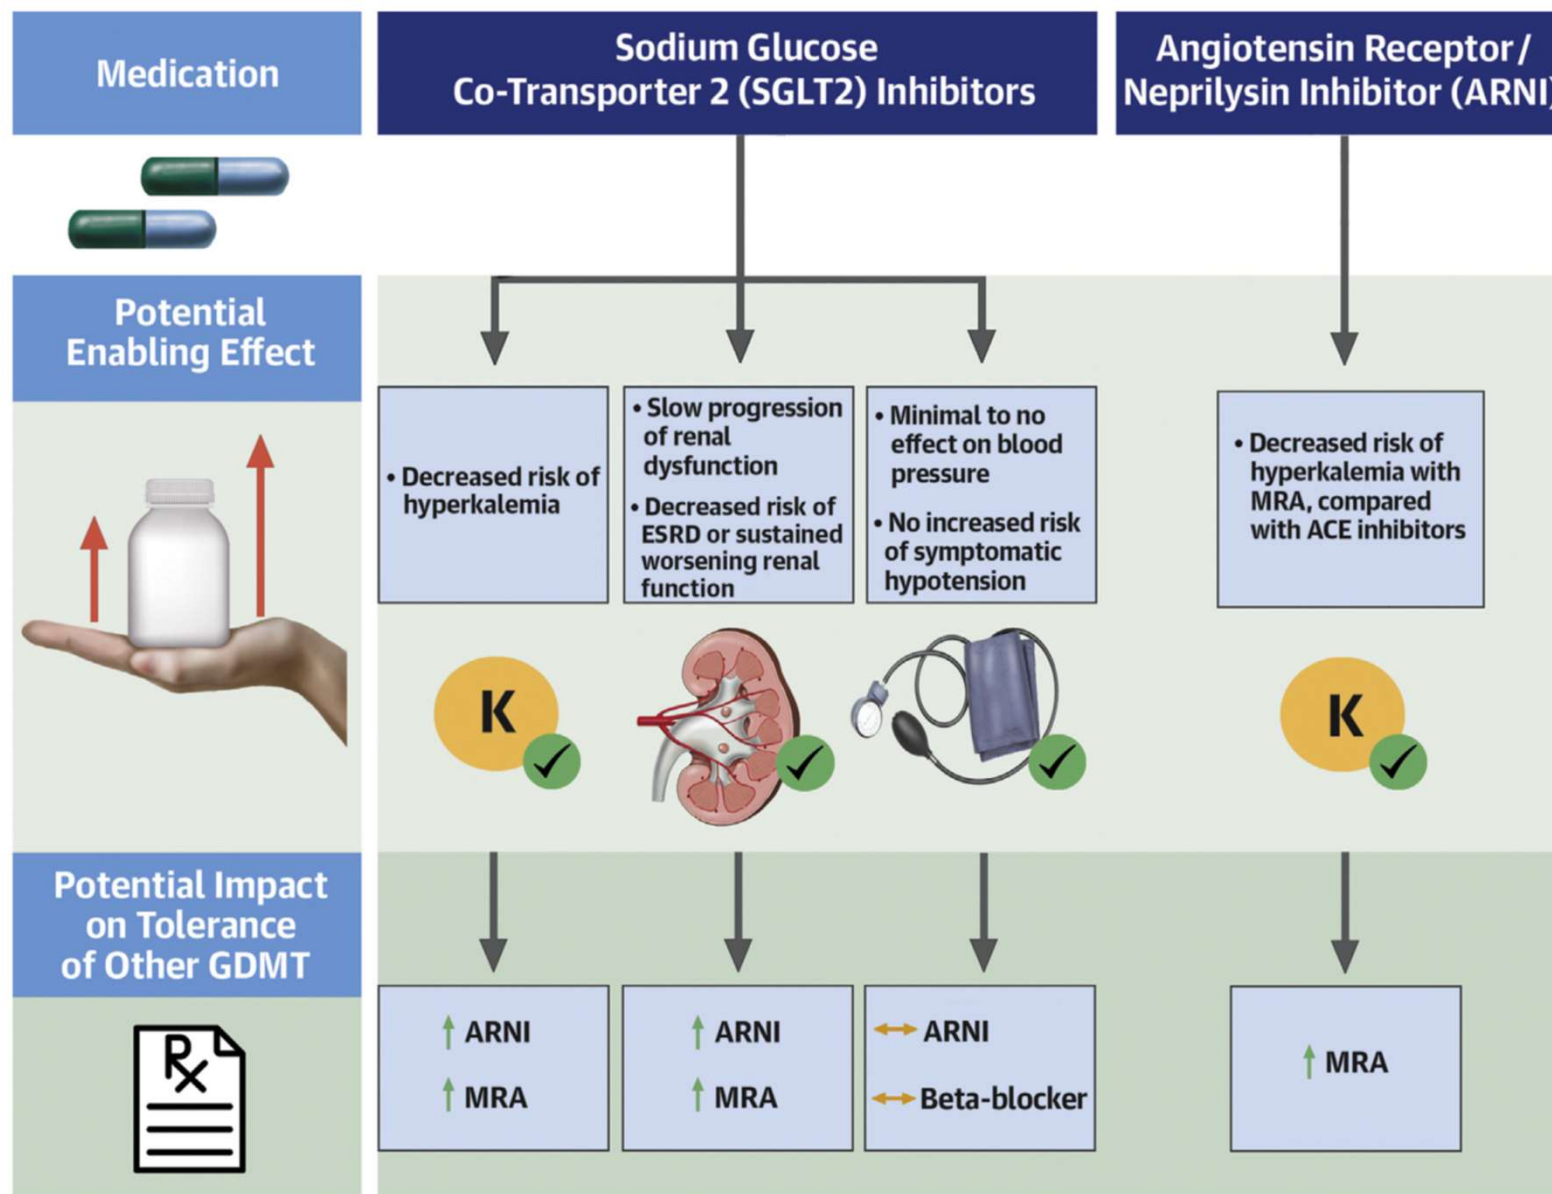 Medication
Sodium Glucose
Co-Transporter 2 (SGLT2) Inhibitors
Angiotensin Receptor/
Neprilysin Inhibitor (ARNI)
Potential
Enabling Effect
• Decreased risk of
hyperkalemia
• Slow progression
of renal
dysfunction
• Decreased risk of
ESRD or sustained
worsening renal
function
• Minimal to no
effect on blood
pressure
• No increased risk
of symptomatic
hypotension
• Decreased risk of
hyperkalemia with
MRA, compared
with ACE inhibitors
K
K
Potential Impact
on Tolerance
of Other GDMT
Rx
↑ ARNI
↑ MRA
↑ ARNI
↑ MRA
↔ ARNI
↔ Beta-blocker
↑ MRA